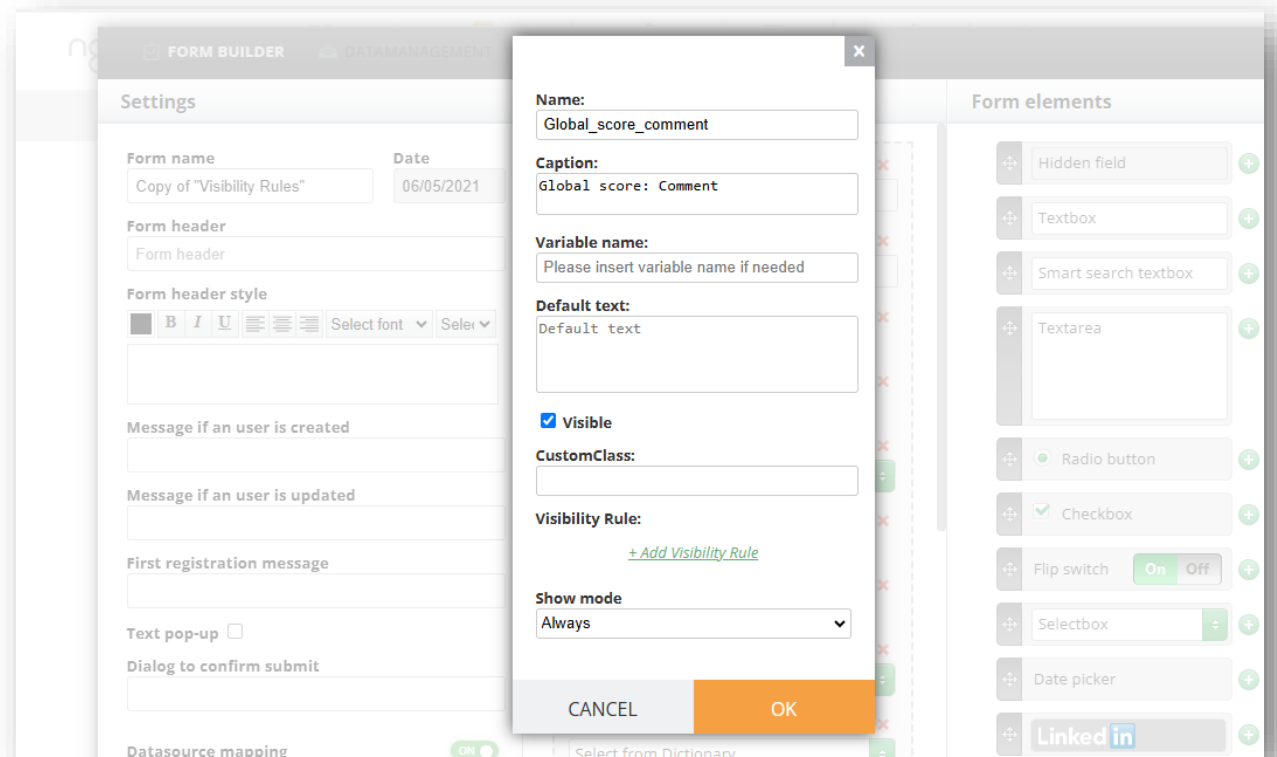 ng
FORM BUILDER
DATAMANAGEMENT
Settings
Form name
Date
Copy of "Visibility Rules"
06/05/2021
Form header
Form header
Form header style
B I U Select font Selec
Message if an user is created
Message if an user is updated
First registration message
Text pop-up
Dialog to confirm submit
Datasource mapping
ON
x
Name:
Global_score_comment
Caption:
Global score: Comment
Variable name:
Please insert variable name if needed
Default text:
Default text
Visible
CustomClass:
Visibility Rule:
+ Add Visibility Rule
Show mode
Always
CANCEL
OK
Select from Dictionary
Form elements
Hidden field
Textbox
Smart search textbox
Textarea
Radio button
Checkbox
Flip switch On Off
Selectbox
Date picker
Linked in